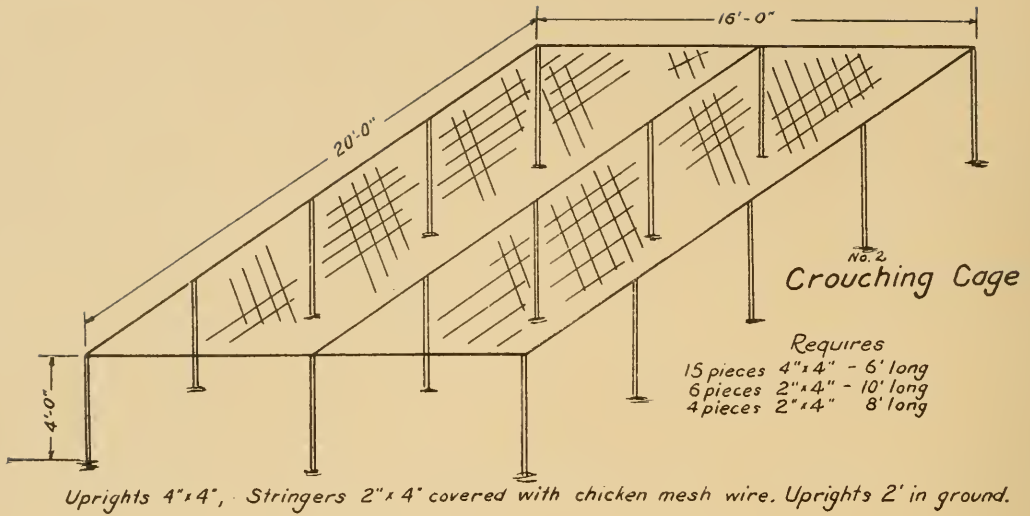 16'-0"
20'-0"
4'-0"
No. 2
Crouching Cage
Requires
15 pieces 4"x4" - 6' long
6 pieces 2"x4" - 10' long
4 pieces 2"x4" 8' long
Uprights 4"x4", Stringers 2"x4" covered with chicken mesh wire. Uprights 2' in ground.